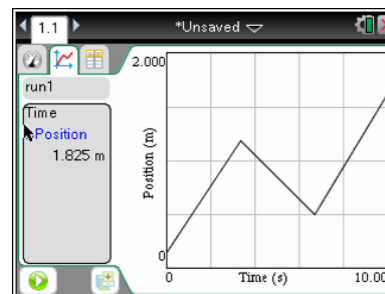 1.1
*Unsaved
run1
Time
Position
1.825 m
2.000
Position (m)
0
0
Time (s)
10.00